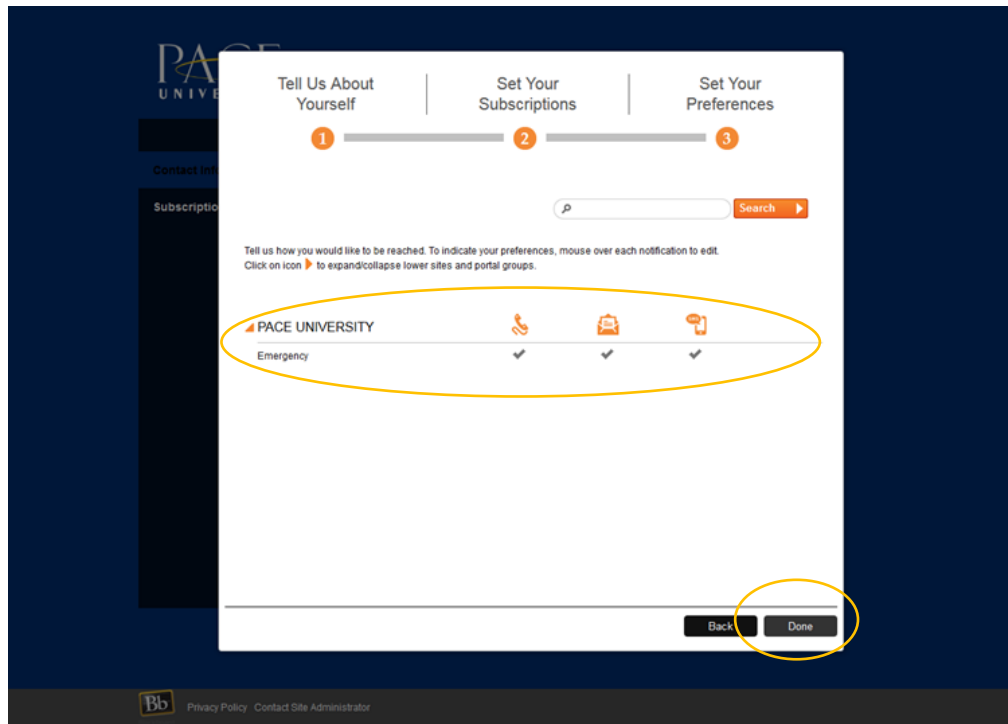 PA
UNIVE
Tell Us About
Yourself
Set Your
Subscriptions
Set Your
Preferences
1
2
3
Contact Inf
Subscriptio
Search
Tell us how you would like to be reached. To indicate your preferences, mouse over each notification to edit.
Click on icon to expand/collapse lower sites and portal groups.
PACE UNIVERSITY
SMS
Emergency
Back
Done
Bb
Privacy Policy Contact Site Administrator